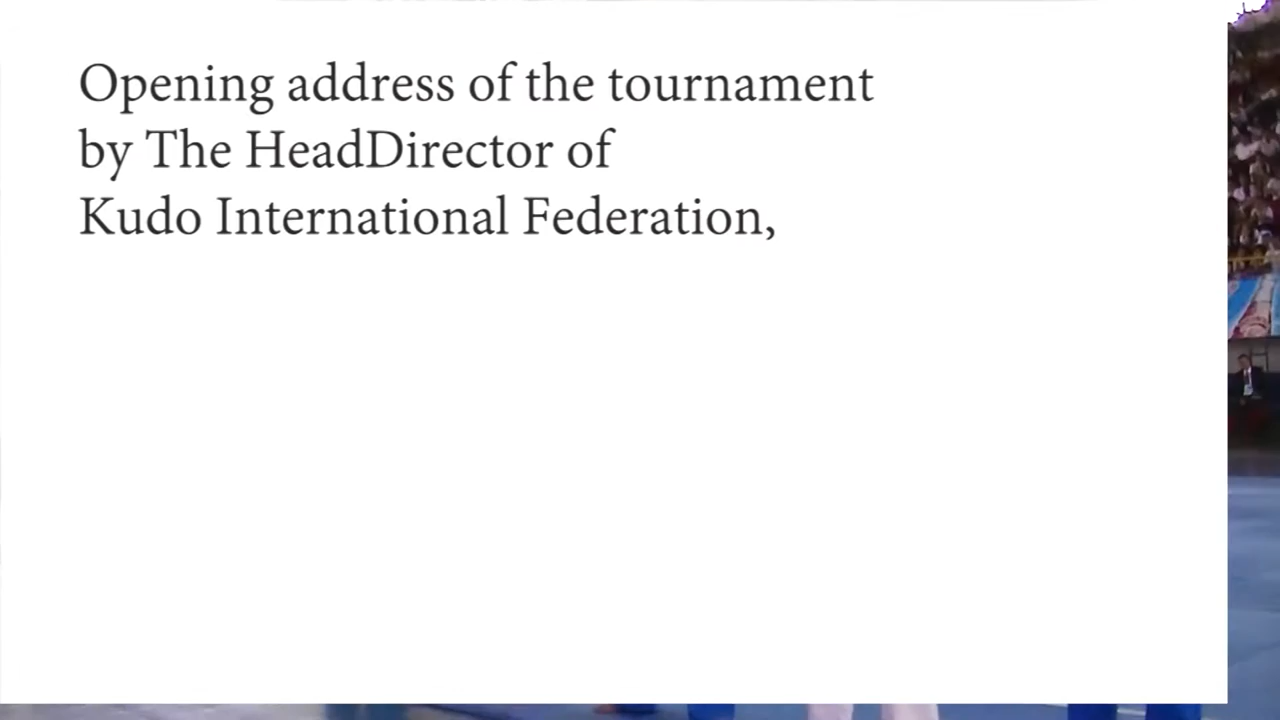 Opening address of the tournament
by The HeadDirector of
Kudo International Federation,